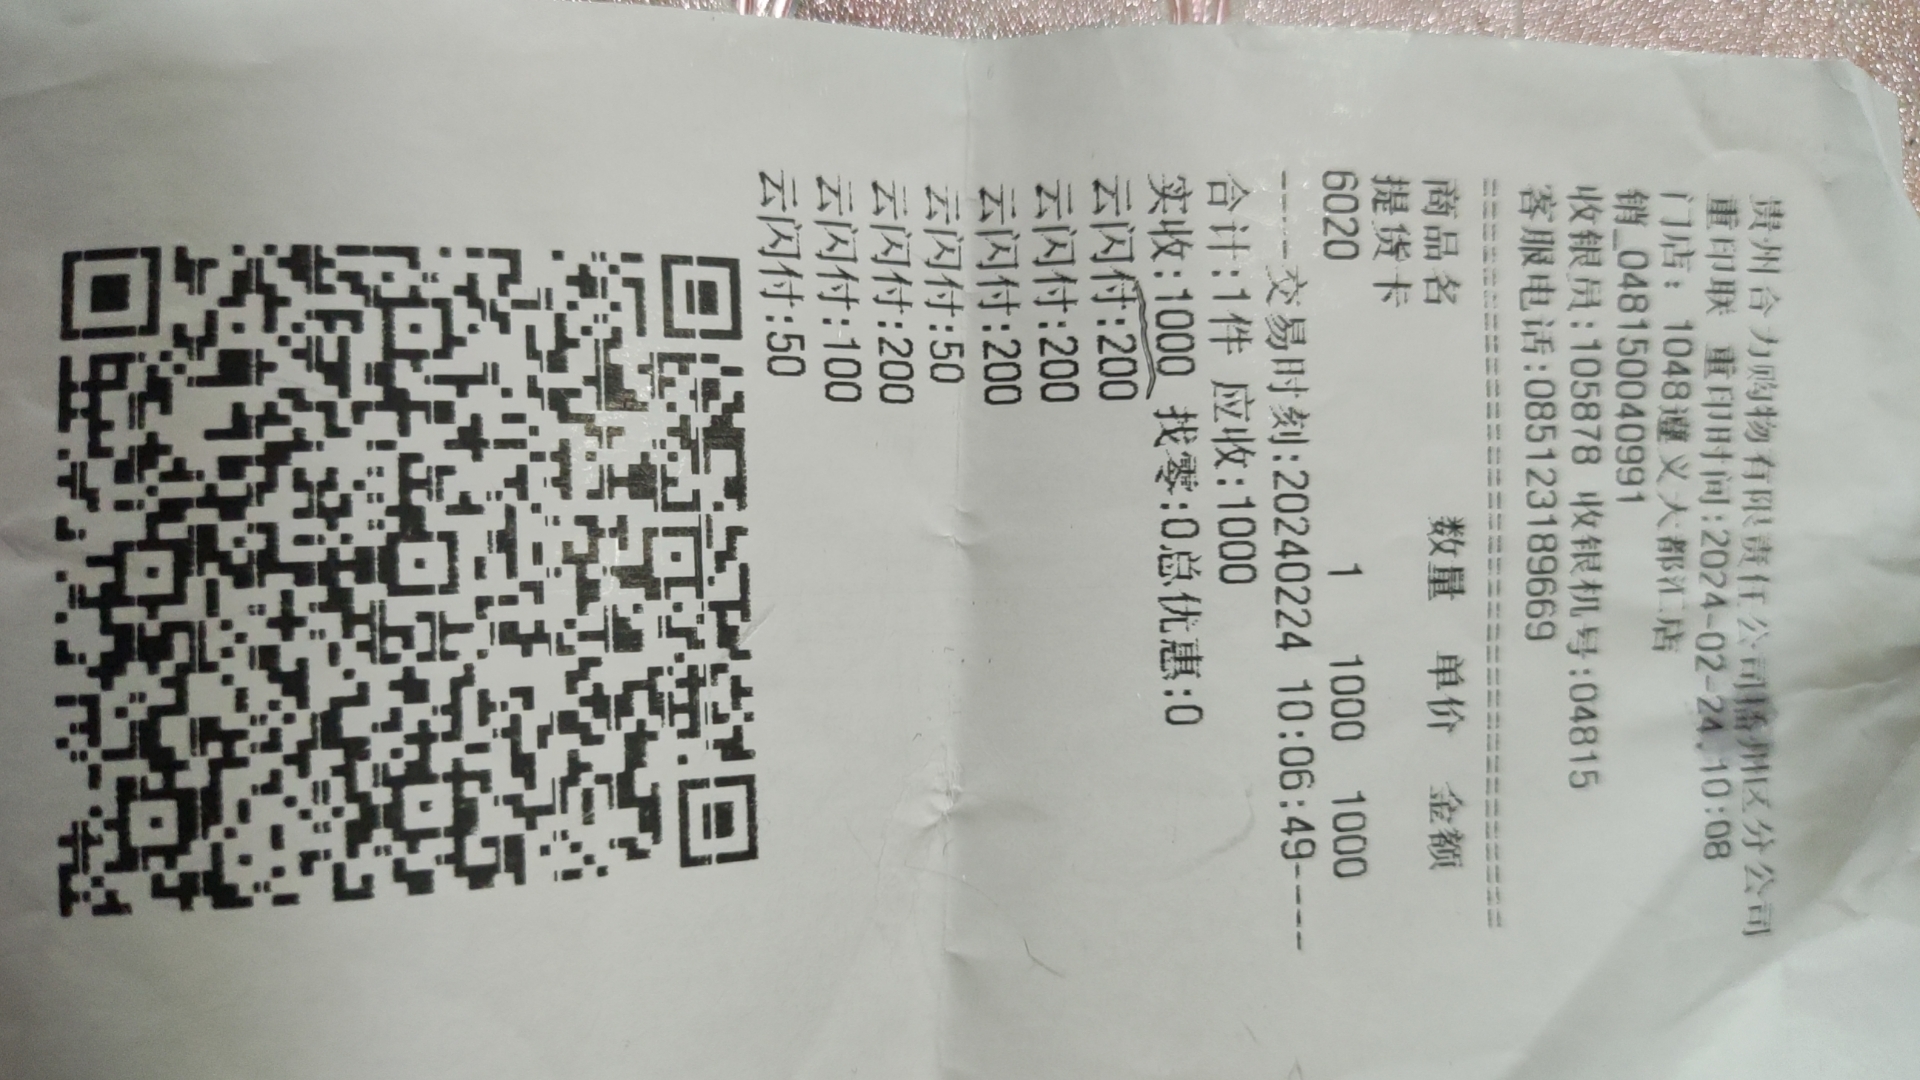 贵州合力购物有限责任公司播州区分公司
重印联 重印时间:2024-02-24 10:08
门店: 1048遵义大都汇店
销_0481500040991
收银员:105878 收银机号:04815
客服电话:085123189669
================================
商品名 数量 单价 金额
提货卡
6020 1 1000 1000
-----交易时刻:20240224 10:06:49----
合计:1件 应收:1000
实收:1000 找零:0总优惠:0
云闪付:200
云闪付:200
云闪付:200
云闪付:50
云闪付:200
云闪付:100
云闪付:50